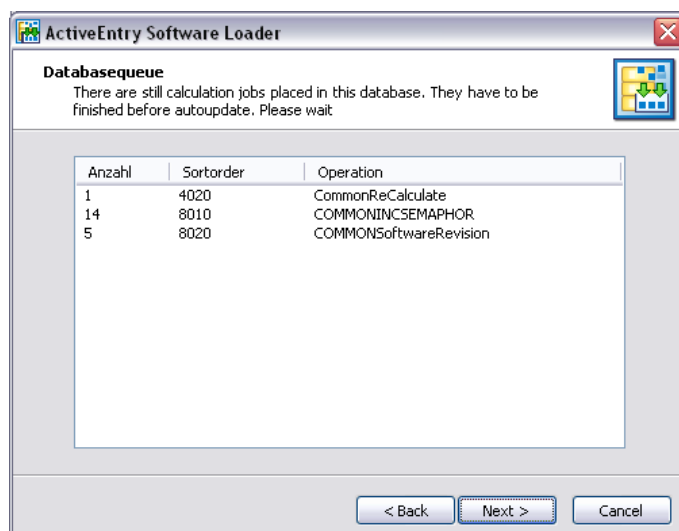 ActiveEntry Software Loader
Databasequeue
There are still calculation jobs placed in this database. They have to be
finished before autoupdate. Please wait
Anzahl Sortorder Operation
1 4020 CommonReCalculate
14 8010 COMMONINCSEMAPHOR
5 8020 COMMONSoftwareRevision
< Back Next > Cancel